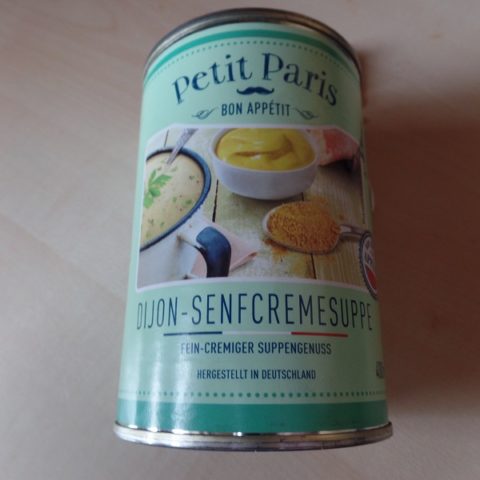 Petit Paris
BON APPÉTIT
DIJON-SENFCREMESUPPE
FEIN-CREMIGER SUPPENGENUSS
HERGESTELLT IN DEUTSCHLAND